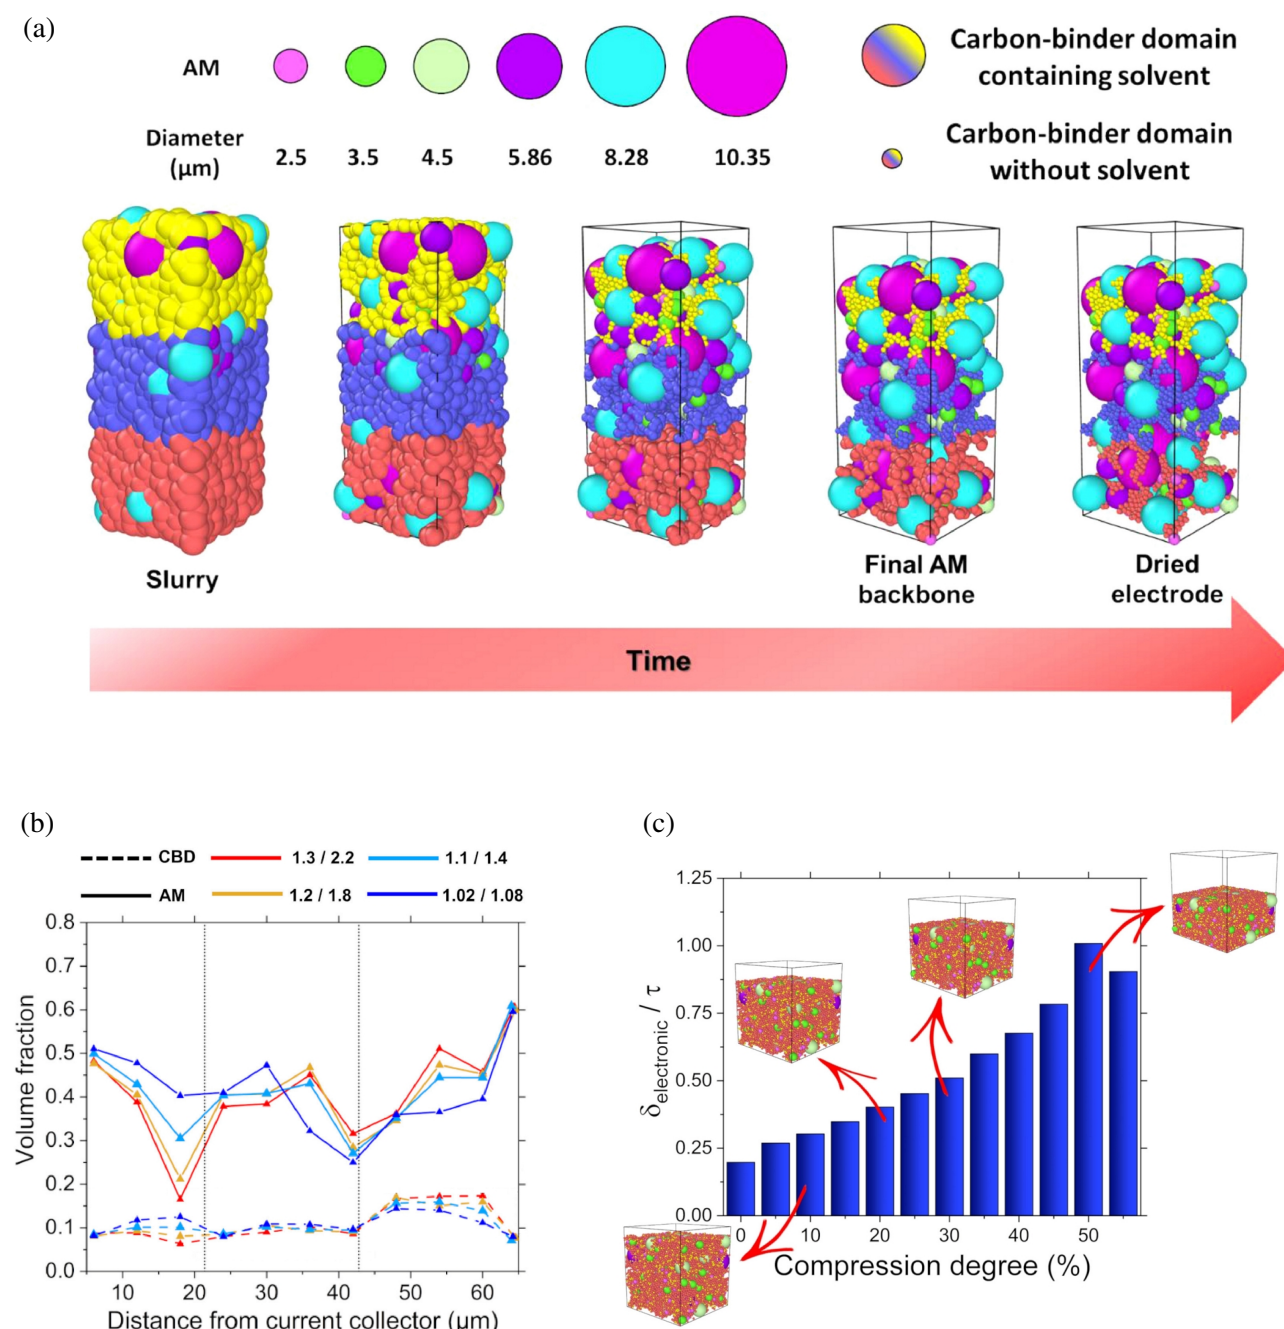 (a)
AM
Carbon-binder domain
containing solvent
Diameter
(μm)
2.5 3.5 4.5 5.86 8.28 10.35
Carbon-binder domain
without solvent
Slurry
Final AM
backbone
Dried
electrode
Time
(b)
CBD 1.3 / 2.2 1.1 / 1.4
AM 1.2 / 1.8 1.02 / 1.08
Volume fraction
0.8
0.7
0.6
0.5
0.4
0.3
0.2
0.1
0.0
10 20 30 40 50 60
Distance from current collector (μm)
(c)
δelectronic / τ
1.25
1.00
0.75
0.50
0.25
0.00
0 10 20 30 40 50
Compression degree (%)